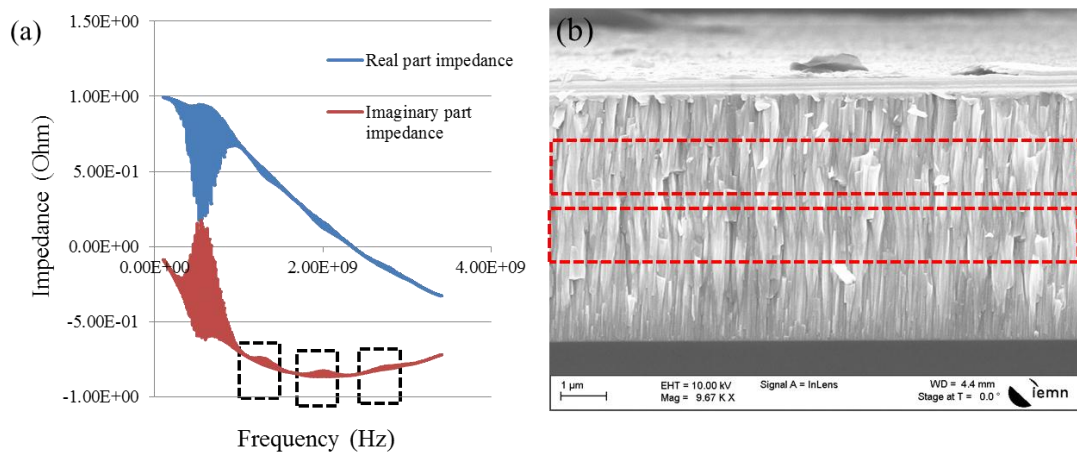 (a)
1.50E+00
1.00E+00
5.00E-01
0.00E+00
-5.00E-01
-1.00E+00
0.00E+00
2.00E+09
4.00E+09
Impedance (Ohm)
Frequency (Hz)
Real part impedance
Imaginary part
impedance
(b)
1 µm
EHT = 10.00 kV
Mag = 9.67 K X
Signal A = InLens
WD = 4.4 mm
Stage at T = 0.0 °
iemn